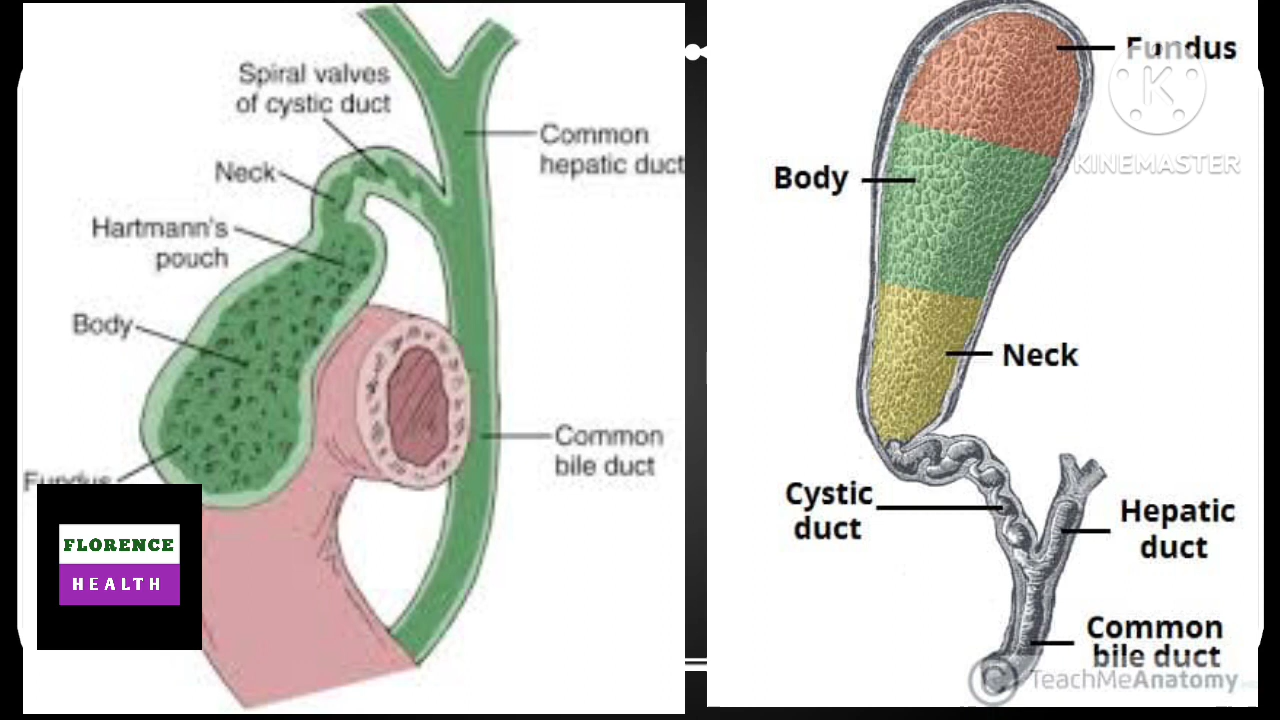 Spiral valves
of cystic duct
Common
hepatic duct
Neck
Hartmann's
pouch
Body
Common
bile duct
Fundus
FLORENCE
HEALTH
Fundus
K
KINEMASTER
Body
Neck
Cystic
duct
Hepatic
duct
Common
bile duct
© TeachMeAnatomy